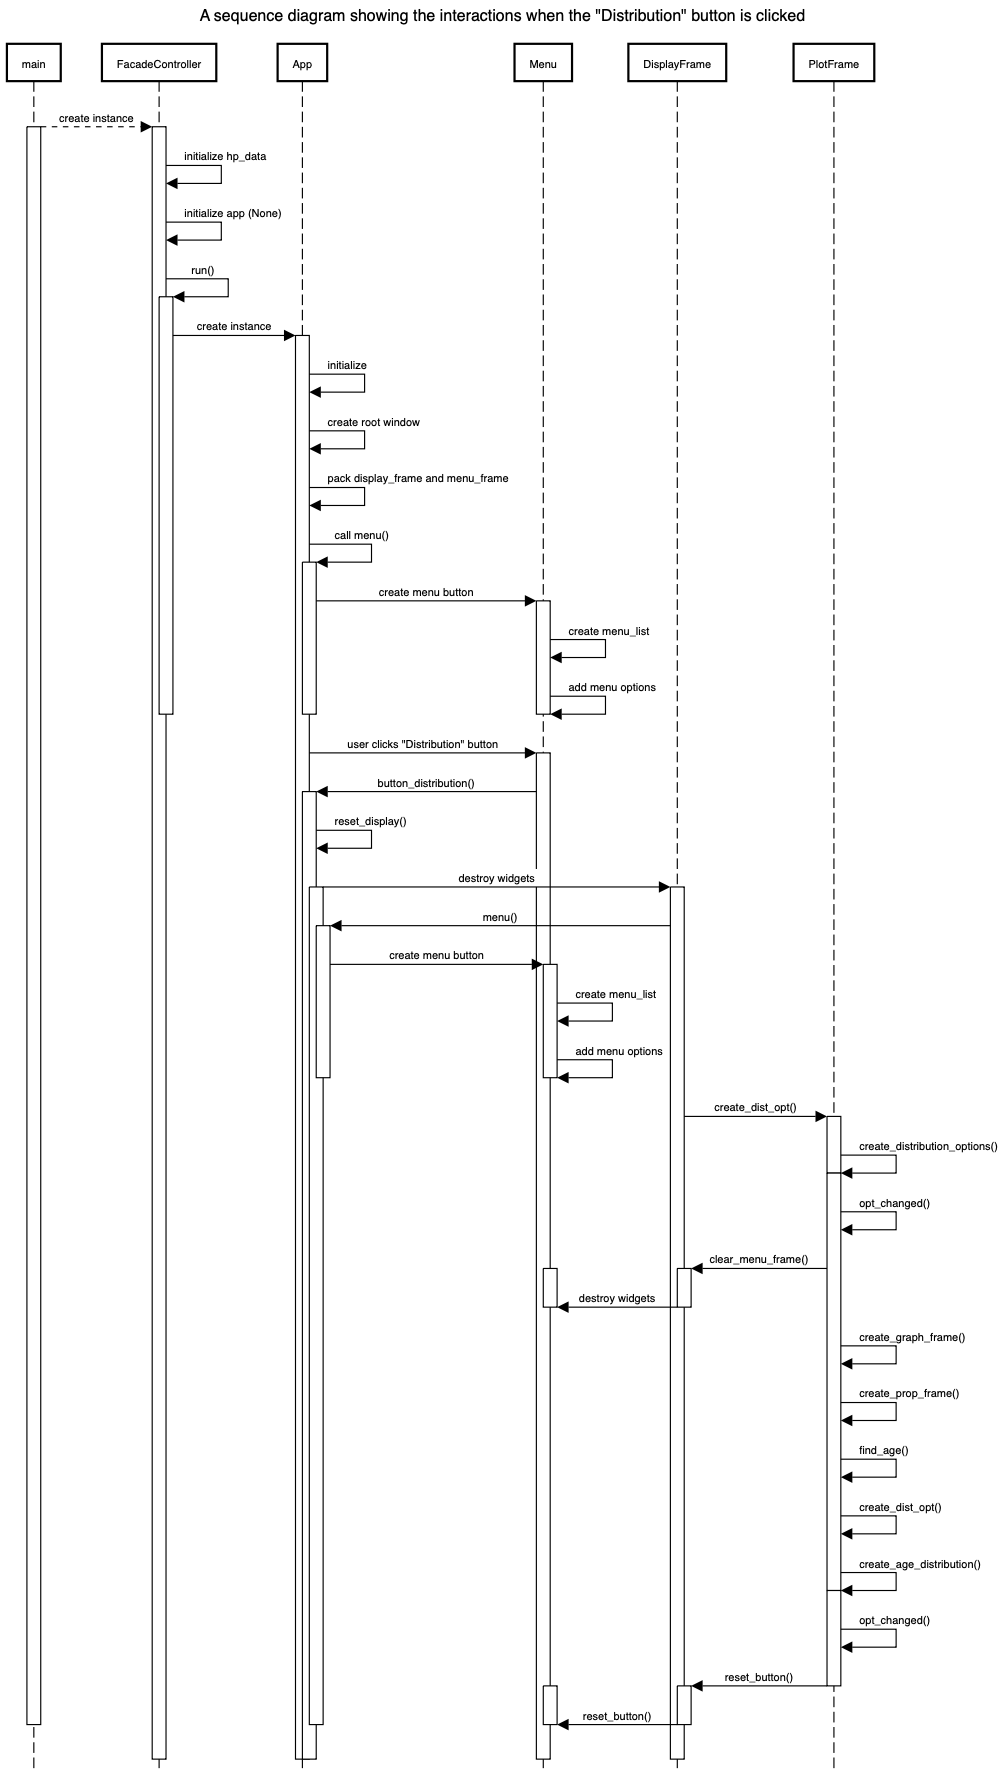 A sequence diagram showing the interactions when the "Distribution" button is clicked
main
FacadeController
App
Menu
DisplayFrame
PlotFrame
create instance
initialize hp_data
initialize app (None)
run()
create instance
initialize
create root window
pack display_frame and menu_frame
call menu()
create menu button
create menu_list
add menu options
user clicks "Distribution" button
button_distribution()
reset_display()
destroy widgets
menu()
create menu button
create menu_list
add menu options
create_dist_opt()
create_distribution_options()
opt_changed()
clear_menu_frame()
destroy widgets
create_graph_frame()
create_prop_frame()
find_age()
create_dist_opt()
create_age_distribution()
opt_changed()
reset_button()
reset_button()